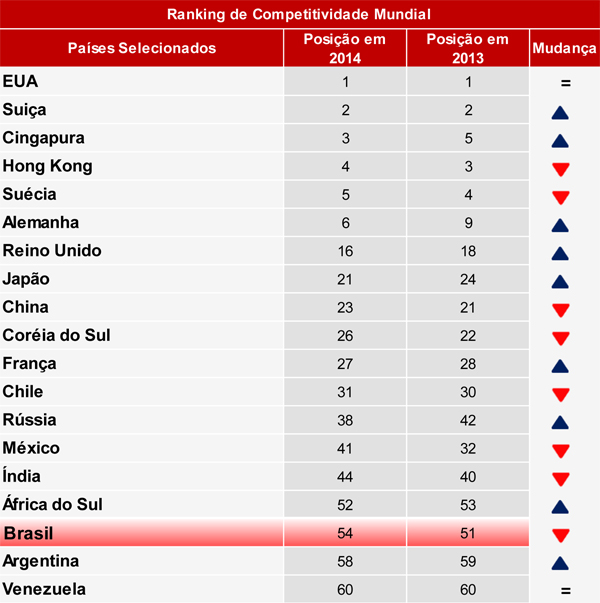 Ranking de Competitividade Mundial
Países Selecionados Posição em 2014 Posição em 2013 Mudança
EUA 1 1 =
Suiça 2 2 ▲
Cingapura 3 5 ▲
Hong Kong 4 3 ▼
Suécia 5 4 ▼
Alemanha 6 9 ▲
Reino Unido 16 18 ▲
Japão 21 24 ▲
China 23 21 ▼
Coréia do Sul 26 22 ▼
França 27 28 ▲
Chile 31 30 ▼
Rússia 38 42 ▲
México 41 32 ▼
Índia 44 40 ▼
África do Sul 52 53 ▲
Brasil 54 51 ▼
Argentina 58 59 ▲
Venezuela 60 60 =